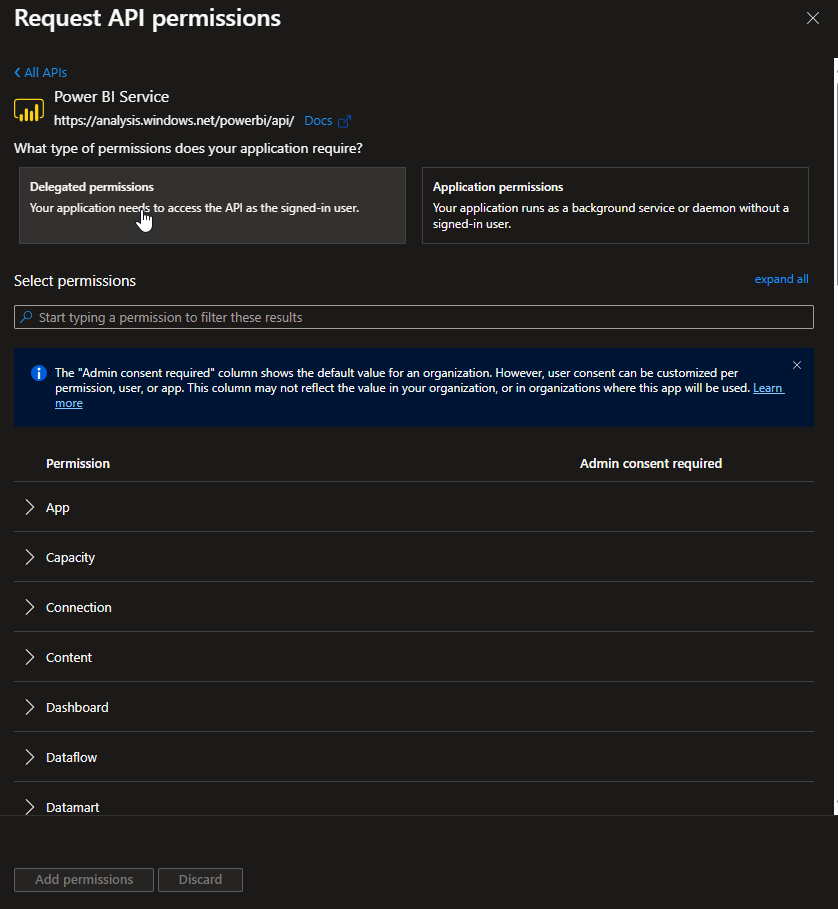 Request API permissions
All APIs
Power BI Service
https://analysis.windows.net/powerbi/api/ Docs
What type of permissions does your application require?
Delegated permissions
Your application needs to access the API as the signed-in user.
Application permissions
Your application runs as a background service or daemon without a
signed-in user.
Select permissions
expand all
Start typing a permission to filter these results
The "Admin consent required" column shows the default value for an organization. However, user consent can be customized per
permission, user, or app. This column may not reflect the value in your organization, or in organizations where this app will be used. Learn
more
Permission Admin consent required
App
Capacity
Connection
Content
Dashboard
Dataflow
Datamart
Add permissions Discard